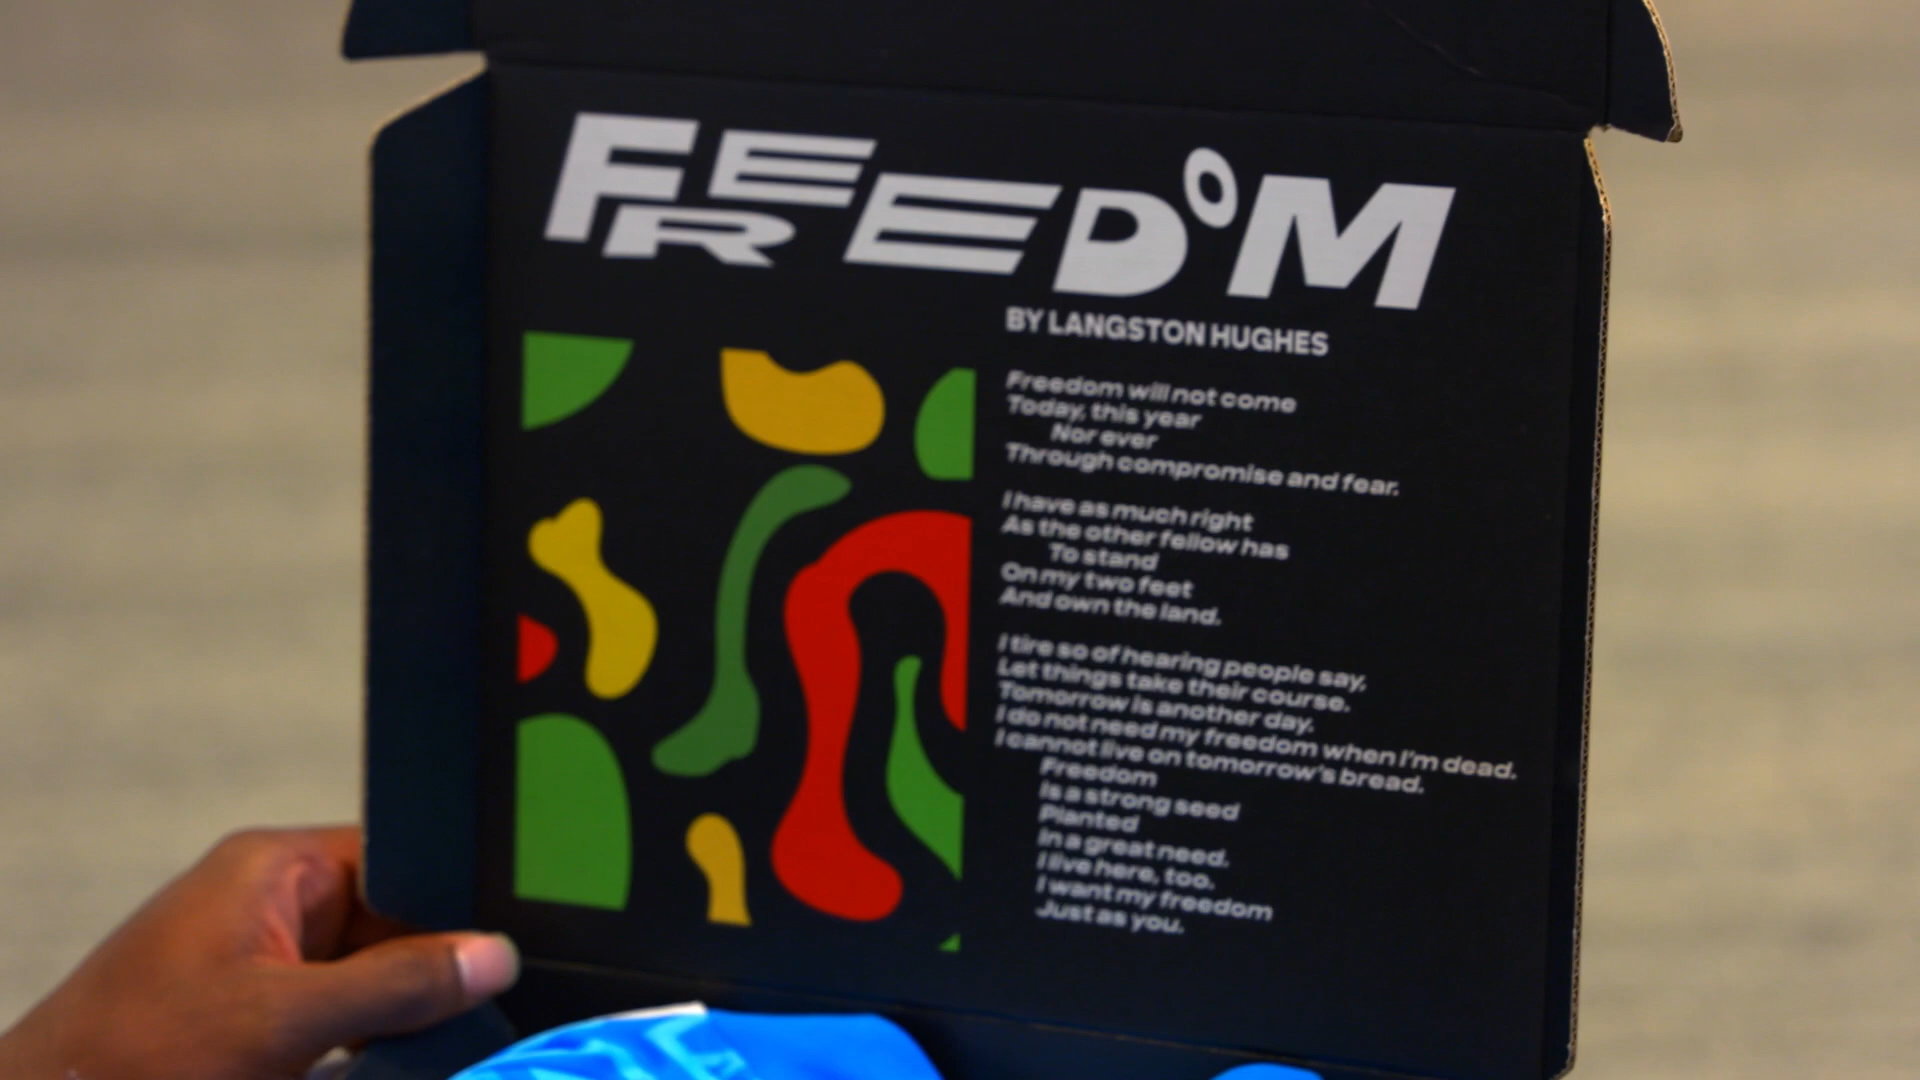 FREEDOM
BY LANGSTON HUGHES
Freedom will not come
Today, this year
Nor ever
Through compromise and fear.
I have as much right
As the other fellow has
To stand
On my two feet
And own the land.
I tire so of hearing people say,
Let things take their course.
Tomorrow is another day.
I do not need my freedom when I'm dead.
I cannot live on tomorrow's bread.
Freedom
Is a strong seed
Planted
In a great need.
I live here, too.
I want my freedom
Just as you.